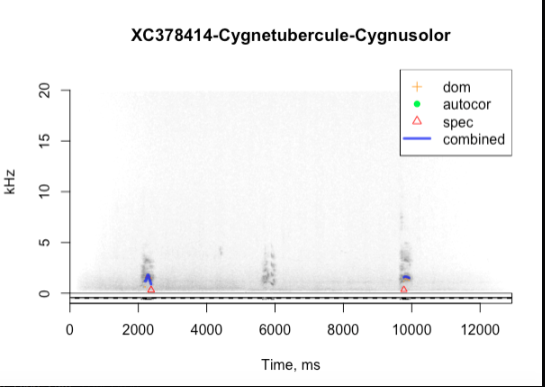 XC378414-Cygnetubercule-Cygnusolor
dom
autocor
spec
combined
20
15
10
5
0
kHz
0 2000 4000 6000 8000 10000 12000
Time, ms